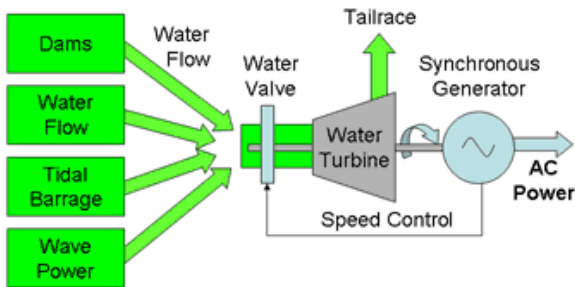 Dams
Water
Flow
Tidal
Barrage
Wave
Power
Water
Flow
Water
Valve
Tailrace
Water
Turbine
Synchronous
Generator
AC
Power
Speed Control